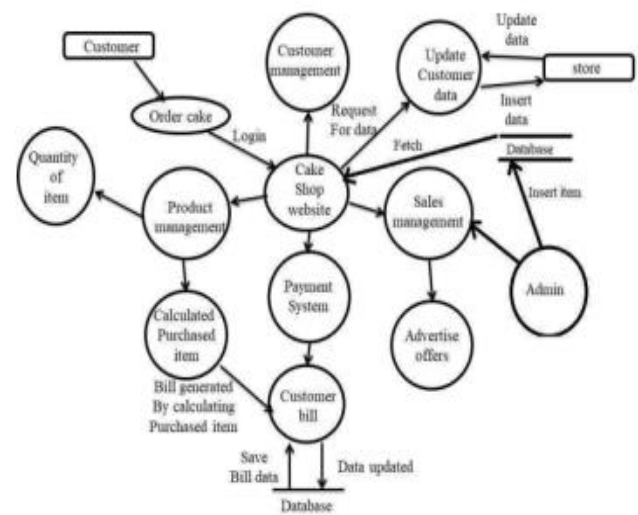 Customer
Customer
management
Update
Customer
data
Update
data
store
Insert
data
Order cake
Login
Request
For data
Fetch
Database
Insert item
Quantity
of
item
Product
management
Cake
Shop
website
Sales
management
Admin
Payment
System
Calculated
Purchased
item
Advertise
offers
Bill generated
By calculating
Purchased item
Customer
bill
Save
Bill data
Data updated
Database